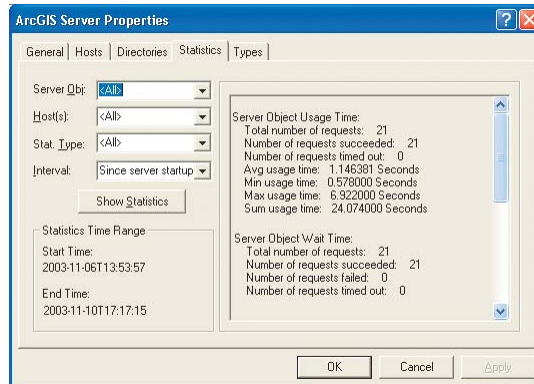 ArcGIS Server Properties
General Hosts Directories Statistics Types
Server Obj: <All>
Host(s): <All>
Stat. Type: <All>
Interval: Since server startup
Show Statistics
Statistics Time Range
Start Time:
2003-11-06T13:53:57
End Time:
2003-11-10T17:17:15
Server Object Usage Time:
Total number of requests: 21
Number of requests succeeded: 21
Number of requests timed out: 0
Avg usage time: 1.146381 Seconds
Min usage time: 0.578000 Seconds
Max usage time: 6.922000 Seconds
Sum usage time: 24.074000 Seconds
Server Object Wait Time:
Total number of requests: 21
Number of requests succeeded: 21
Number of requests failed: 0
Number of requests timed out: 0
OK Cancel Apply